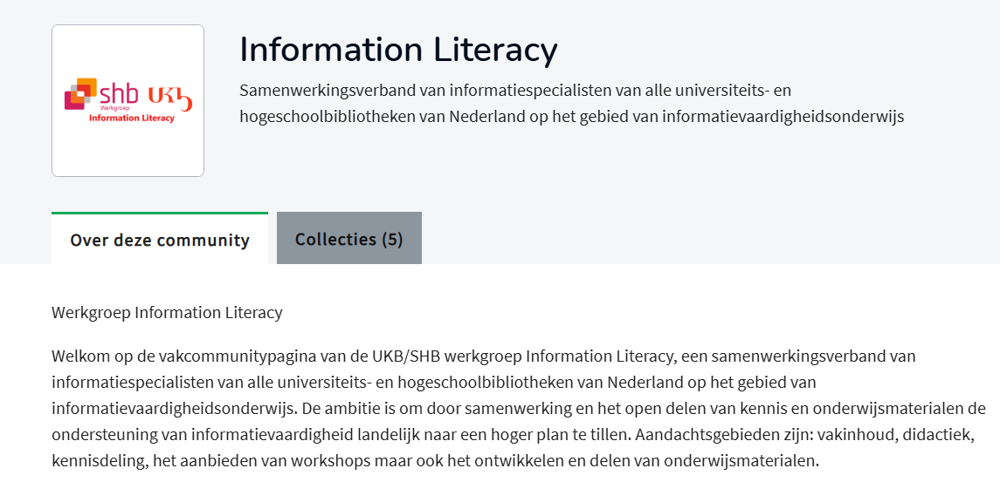 shb UKb
Werkgroep
Information Literacy
Information Literacy
Samenwerkingsverband van informatiespecialisten van alle universiteits- en
hogeschoolbibliotheken van Nederland op het gebied van informatievaardigheidsonderwijs
Over deze community
Collecties (5)
Werkgroep Information Literacy
Welkom op de vakcommunitypagina van de UKB/SHB werkgroep Information Literacy, een samenwerkingsverband van
informatiespecialisten van alle universiteits- en hogeschoolbibliotheken van Nederland op het gebied van
informatievaardigheidsonderwijs. De ambitie is om door samenwerking en het open delen van kennis en onderwijsmaterialen de
ondersteuning van informatievaardigheid landelijk naar een hoger plan te tillen. Aandachtsgebieden zijn: vakinhoud, didactiek,
kennisdeling, het aanbieden van workshops maar ook het ontwikkelen en delen van onderwijsmaterialen.